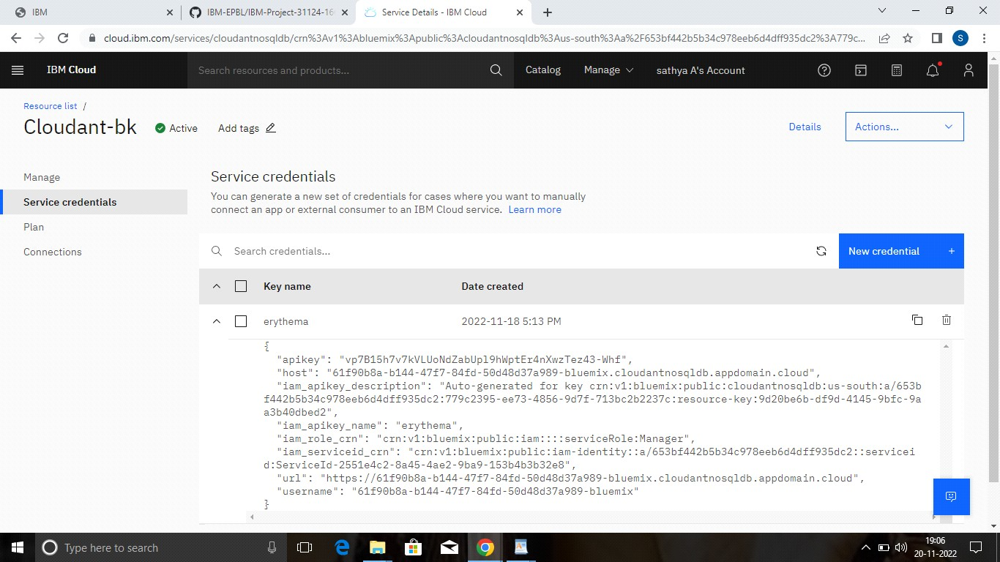 IBM
IBM-EPBL/IBM-Project-31124-16
Service Details - IBM Cloud
cloud.ibm.com/services/cloudantnosqldb/crn%3Av1%3Abluemix%3Apublic%3Acloudantnosqldb%3Aus-south%3Aa%2F653bf442b5b34c978eeb6d4dff935dc2%3A779c...
S
IBM Cloud
Search resources and products...
Catalog
Manage
sathya A's Account
Resource list /
Cloudant-bk
Active
Add tags
Details
Actions...
Manage
Service credentials
Plan
Connections
Service credentials
You can generate a new set of credentials for cases where you want to manually
connect an app or external consumer to an IBM Cloud service. Learn more
Search credentials...
New credential +
Key name
Date created
erythema
2022-11-18 5:13 PM
{
"apikey": "vp7B15h7v7kVLUoNdZabUpl9hWptEr4nXwzTez43-Whf",
"host": "61f90b8a-b144-47f7-84fd-50d48d37a989-bluemix.cloudantnosqldb.appdomain.cloud",
"iam_apikey_description": "Auto-generated for key crn:v1:bluemix:public:cloudantnosqldb:us-south:a/653b
f442b5b34c978eeb6d4dff935dc2:779c2395-ee73-4856-9d7f-713bc2b2237c:resource-key:9d20be6b-df9d-4145-9bfc-9a
a3b40dbed2",
"iam_apikey_name": "erythema",
"iam_role_crn": "crn:v1:bluemix:public:iam::::serviceRole:Manager",
"iam_serviceid_crn": "crn:v1:bluemix:public:iam-identity::a/653bf442b5b34c978eeb6d4dff935dc2::servicei
d:ServiceId-2551e4c2-8a45-4ae2-9ba9-153b4b3b32e8",
"url": "https://61f90b8a-b144-47f7-84fd-50d48d37a989-bluemix.cloudantnosqldb.appdomain.cloud",
"username": "61f90b8a-b144-47f7-84fd-50d48d37a989-bluemix"
}
Type here to search
19:06
20-11-2022